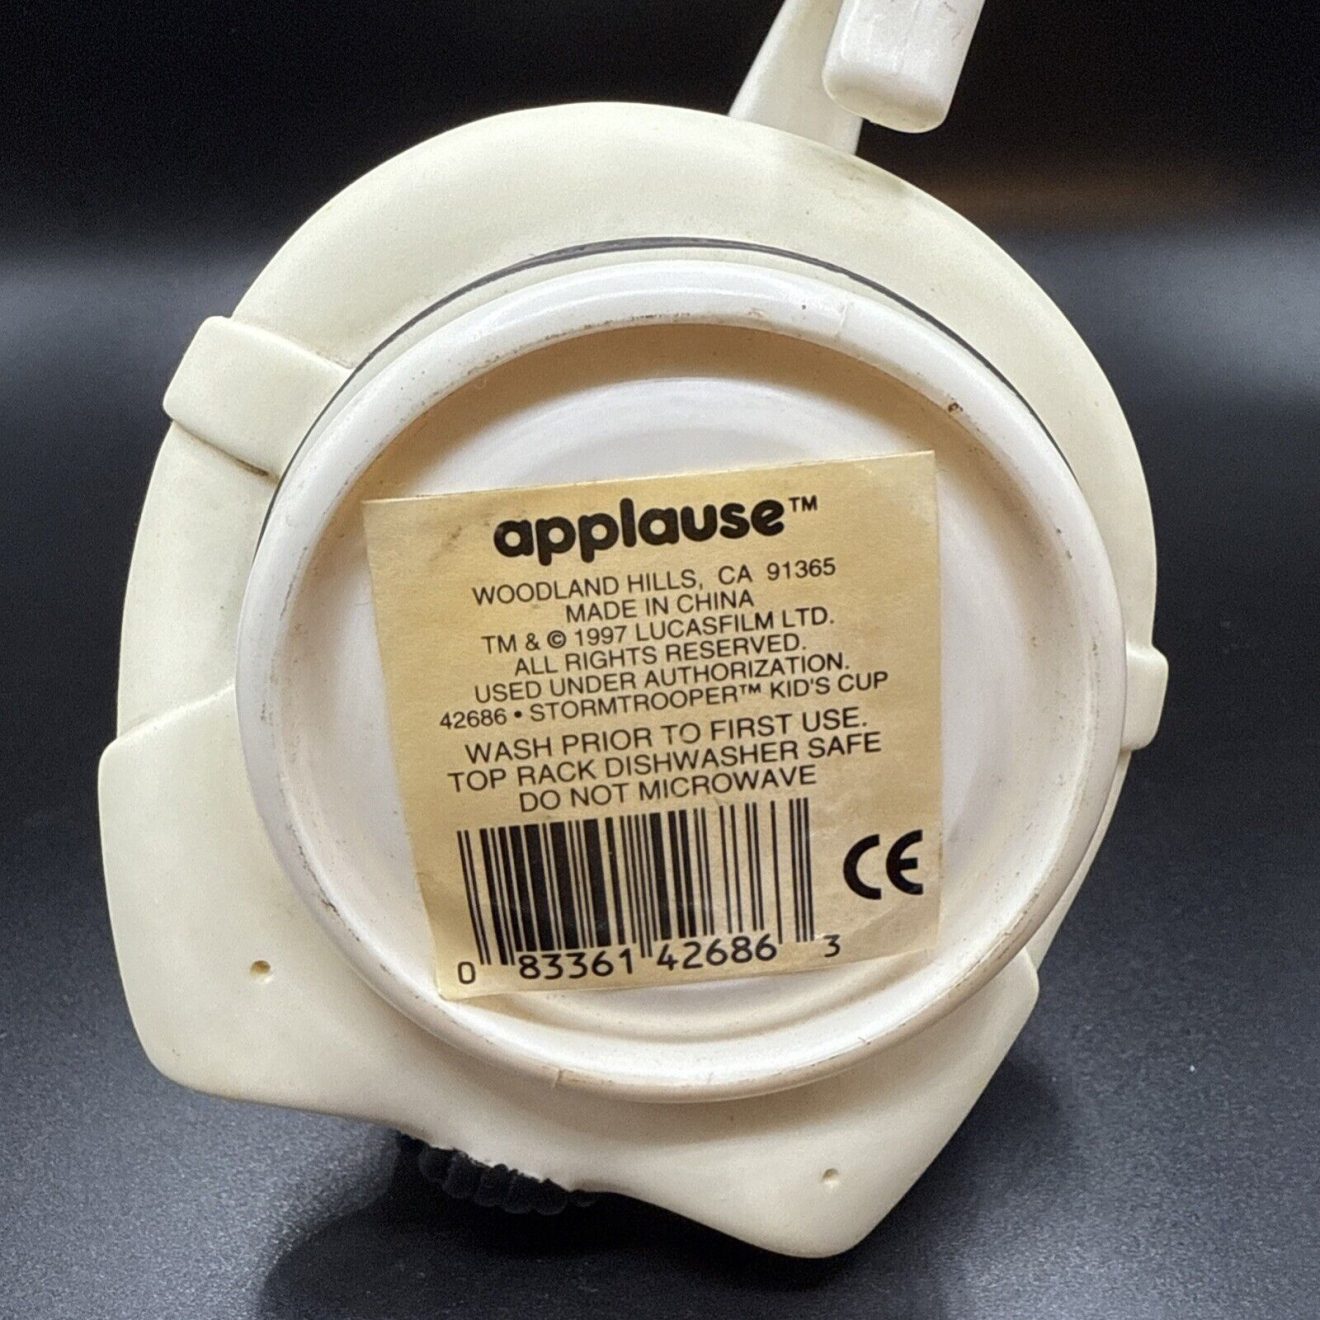 applause™
WOODLAND HILLS, CA 91365
MADE IN CHINA
TM & © 1997 LUCASFILM LTD.
ALL RIGHTS RESERVED.
USED UNDER AUTHORIZATION.
42686 • STORMTROOPER™ KID'S CUP
WASH PRIOR TO FIRST USE.
TOP RACK DISHWASHER SAFE
DO NOT MICROWAVE
CE
0 83361 42686 3